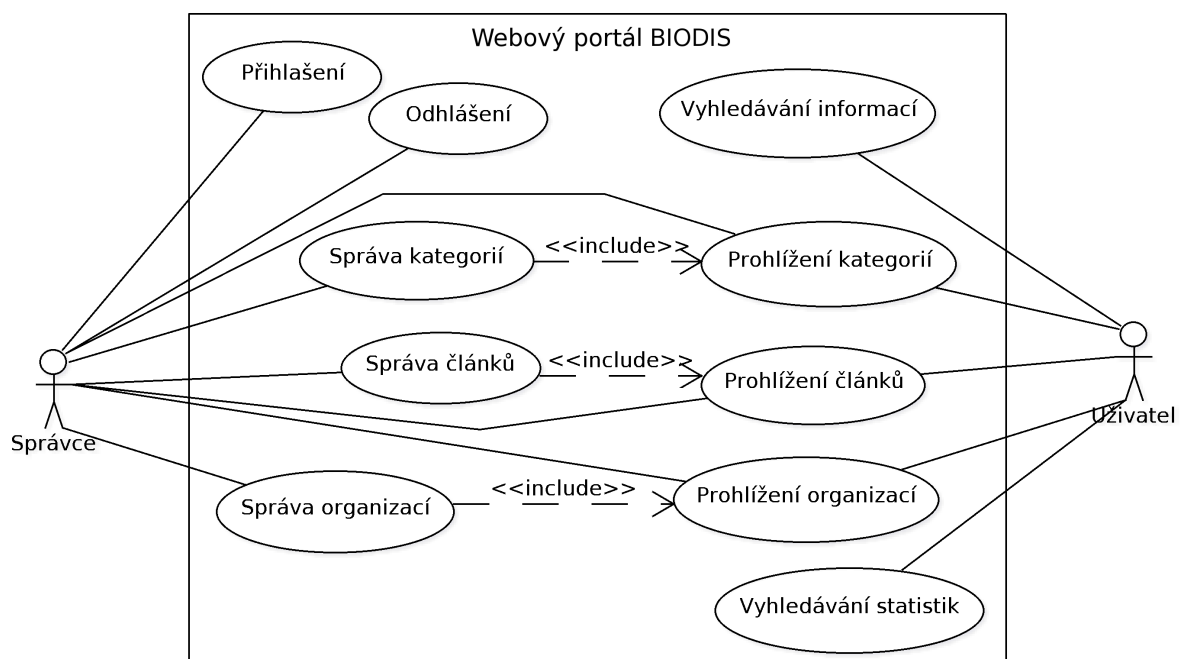 Webový portál BIODIS
Přihlašení
Odhlášení
Vyhledávání informací
Správa kategorií
<<include>>
Prohlížení kategorií
Správa článků
<<include>>
Prohlížení článků
Správce
Uživatel
Správa organizací
<<include>>
Prohlížení organizací
Vyhledávání statistik